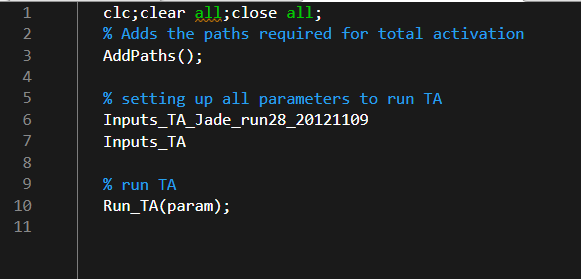 1 clc;clear all;close all;
2 % Adds the paths required for total activation
3 AddPaths();
4
5 % setting up all parameters to run TA
6 Inputs_TA_Jade_run28_20121109
7 Inputs_TA
8
9 % run TA
10 Run_TA(param);
11